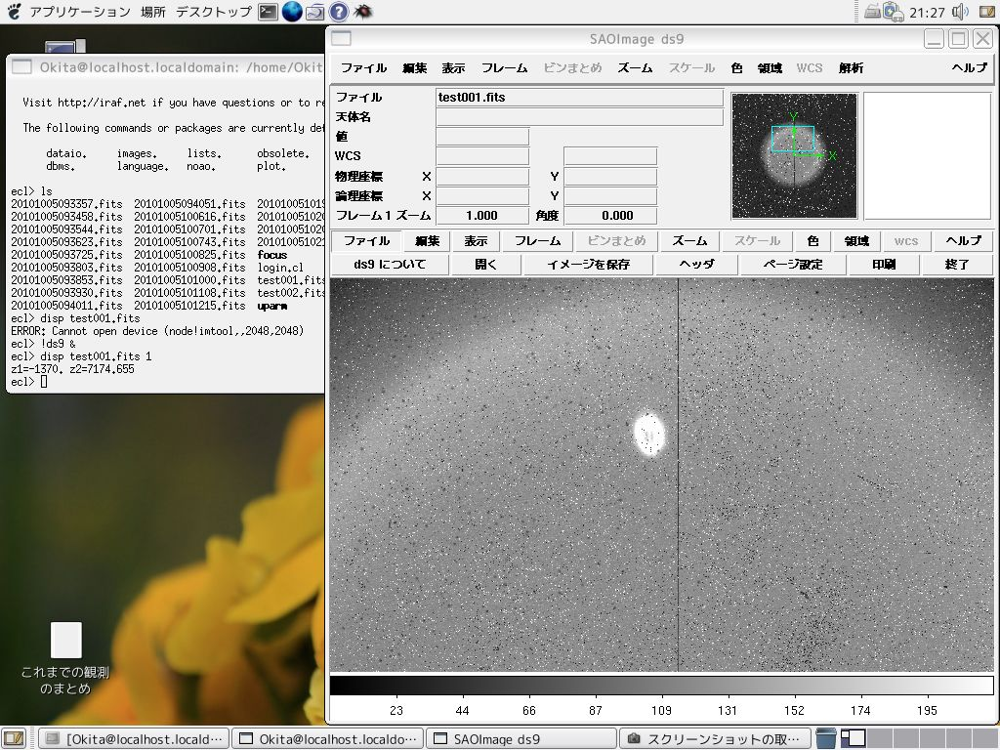 アプリケーション 場所 デスクトップ
21:27
Okita@localhost.localdomain: /home/Okit
Visit http://iraf.net if you have questions or to re
The following commands or packages are currently def
dataio. images. lists. obsolete.
dbms. language. noao. plot.
ecl> ls
20101005093357.fits 20101005094051.fits 201010051019
20101005093458.fits 20101005100616.fits 201010051020
20101005093544.fits 20101005100701.fits 201010051020
20101005093623.fits 20101005100743.fits 201010051021
20101005093725.fits 20101005100825.fits focus
20101005093803.fits 20101005100908.fits login.cl
20101005093853.fits 20101005101000.fits test001.fits
20101005093930.fits 20101005101108.fits test002.fits
20101005094011.fits 20101005101215.fits uparm
ecl> disp test001.fits
ERROR: Cannot open device (node!imtool,,2048,2048)
ecl> !ds9 &
ecl> disp test001.fits 1
z1=-1370. z2=7174.655
ecl>
SAOImage ds9
ファイル 編集 表示 フレーム ビンまとめ ズーム スケール 色 領域 WCS 解析 ヘルプ
ファイル test001.fits
天体名
値
WCS
物理座標 X Y
論理座標 X Y
フレーム 1 ズーム 1.000 角度 0.000
Y
X
ファイル 編集 表示 フレーム ビンまとめ ズーム スケール 色 領域 wcs ヘルプ
ds9 について 開く イメージを保存 ヘッダ ページ設定 印刷 終了
23 44 66 87 109 131 152 174 195
これまでの観測
のまとめ
[Okita@localhost.locald… Okita@localhost.localdo… SAOImage ds9 スクリーンショットの取…